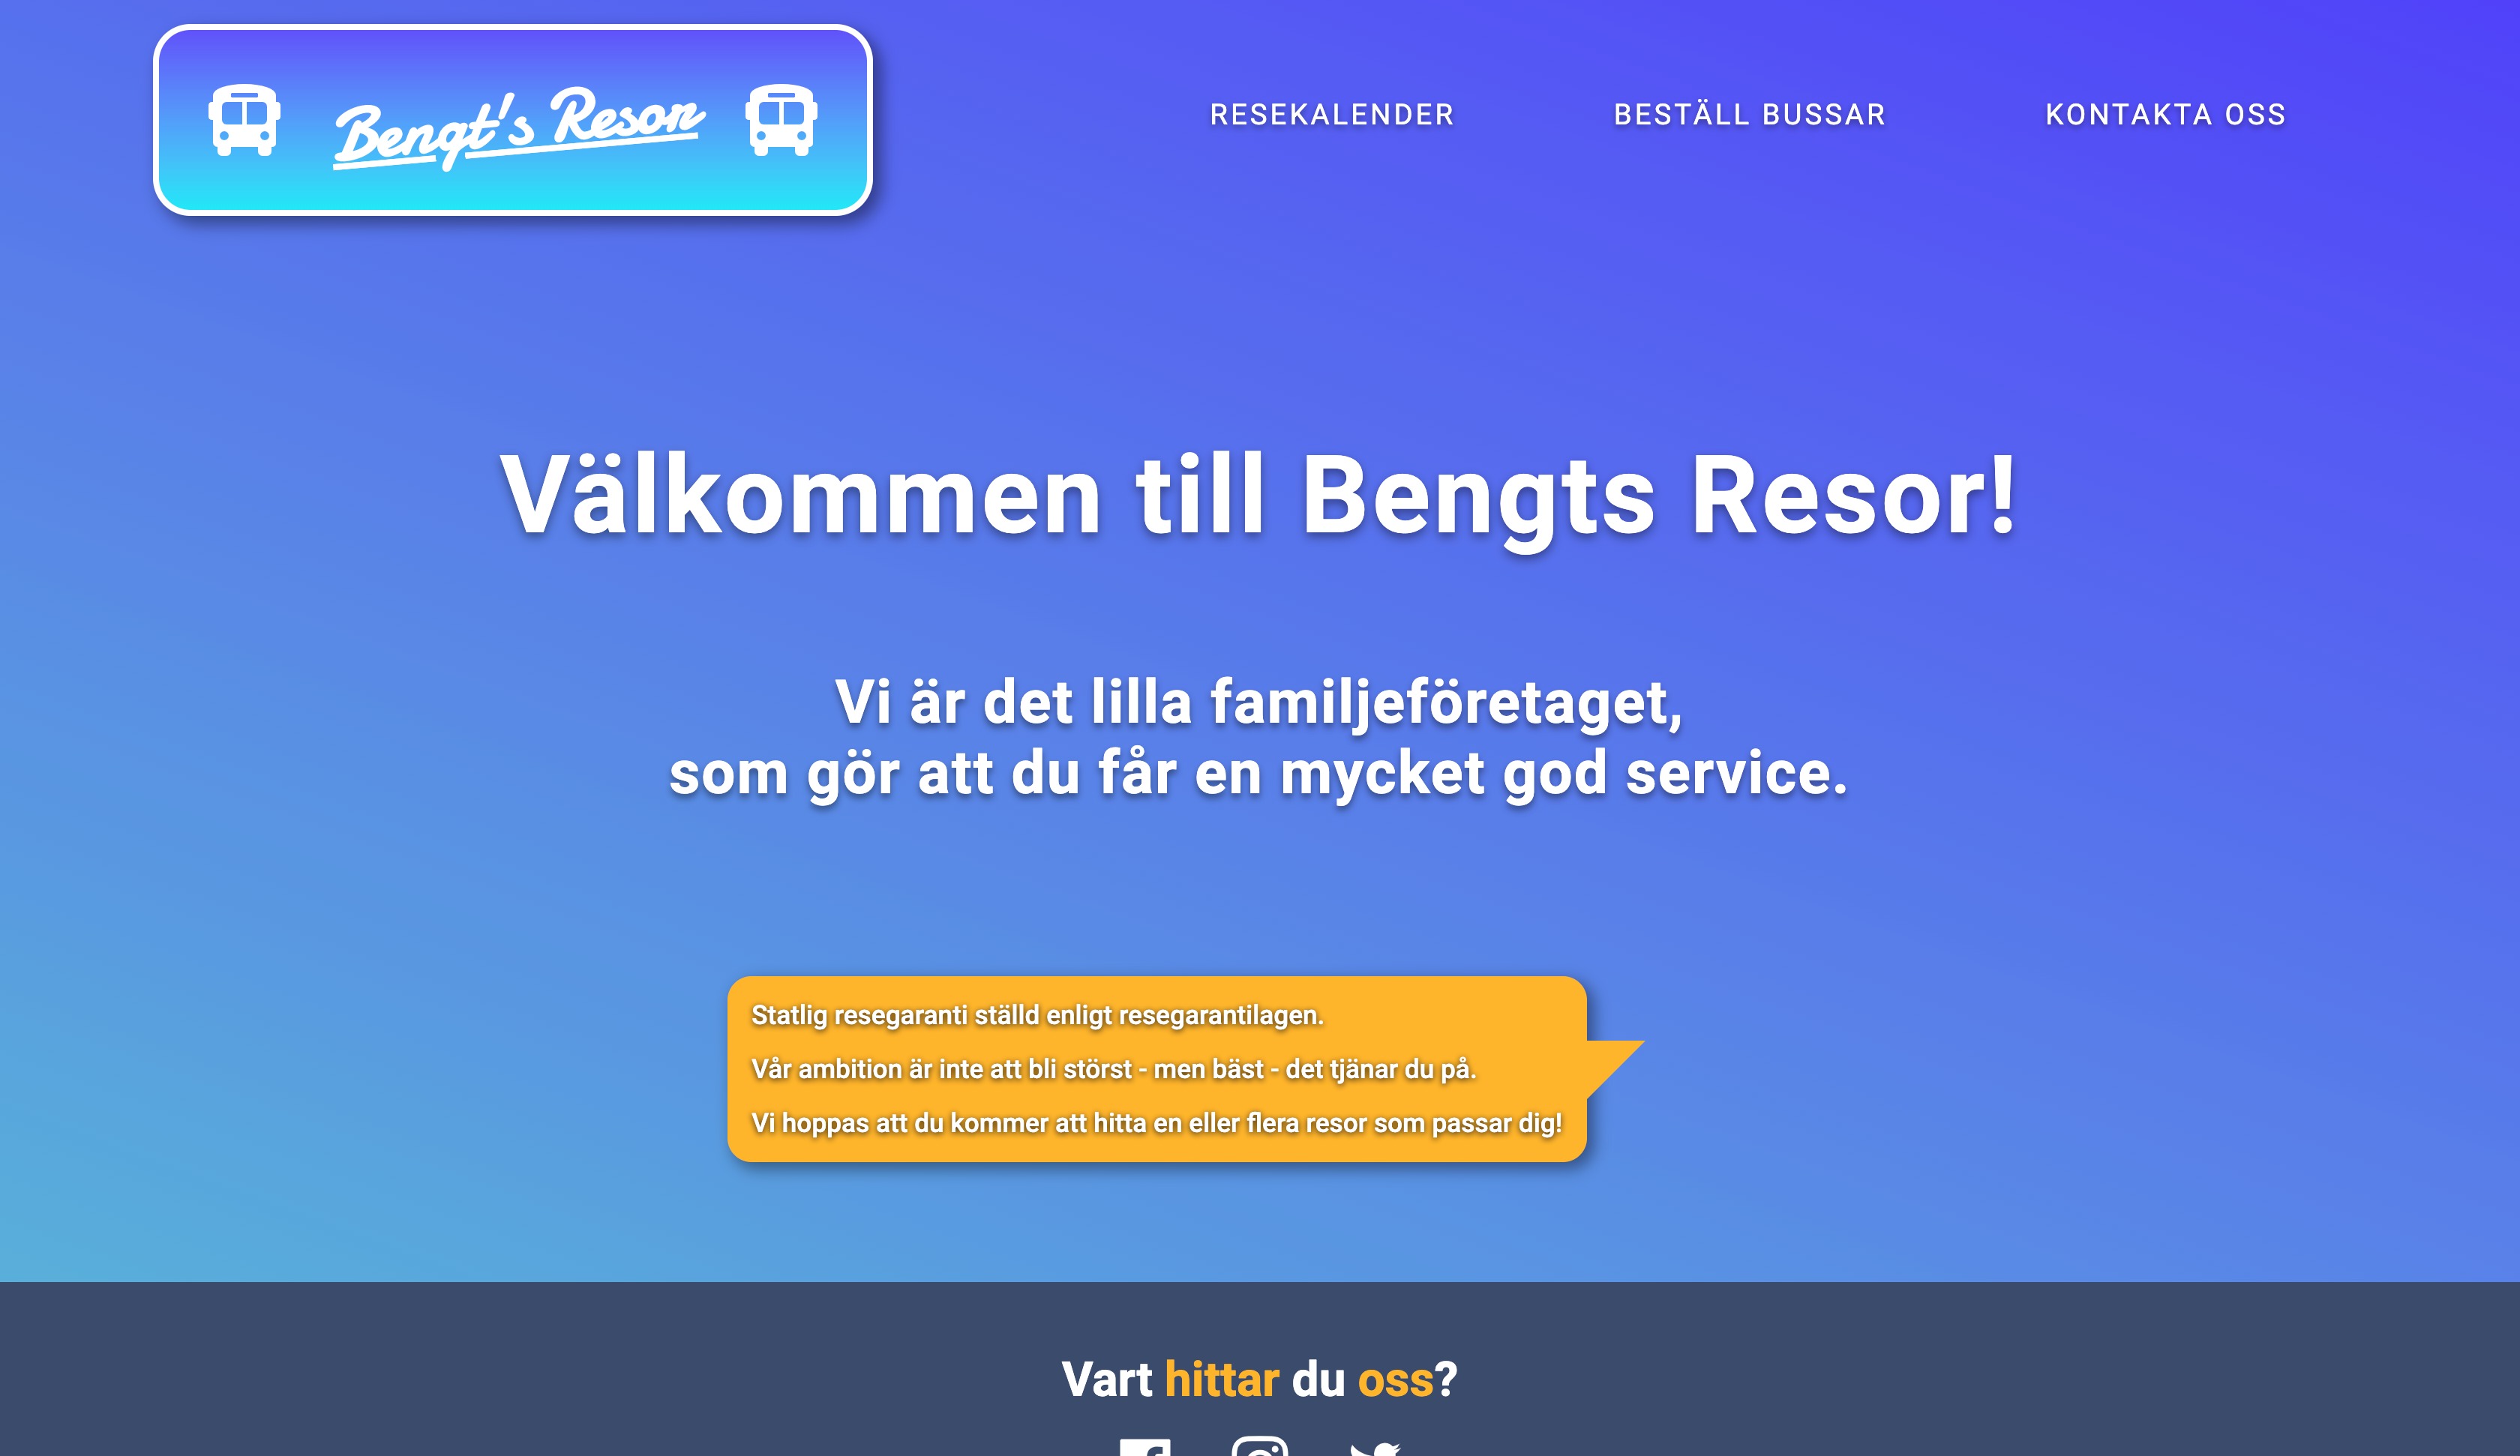 Bengt's Resor
RESEKALENDER
BESTÄLL BUSSAR
KONTAKTA OSS
Välkommen till Bengts Resor!
Vi är det lilla familjeföretaget,
som gör att du får en mycket god service.
Statlig resegaranti ställd enligt resegarantilagen.
Vår ambition är inte att bli störst - men bäst - det tjänar du på.
Vi hoppas att du kommer att hitta en eller flera resor som passar dig!
Vart hittar du oss?